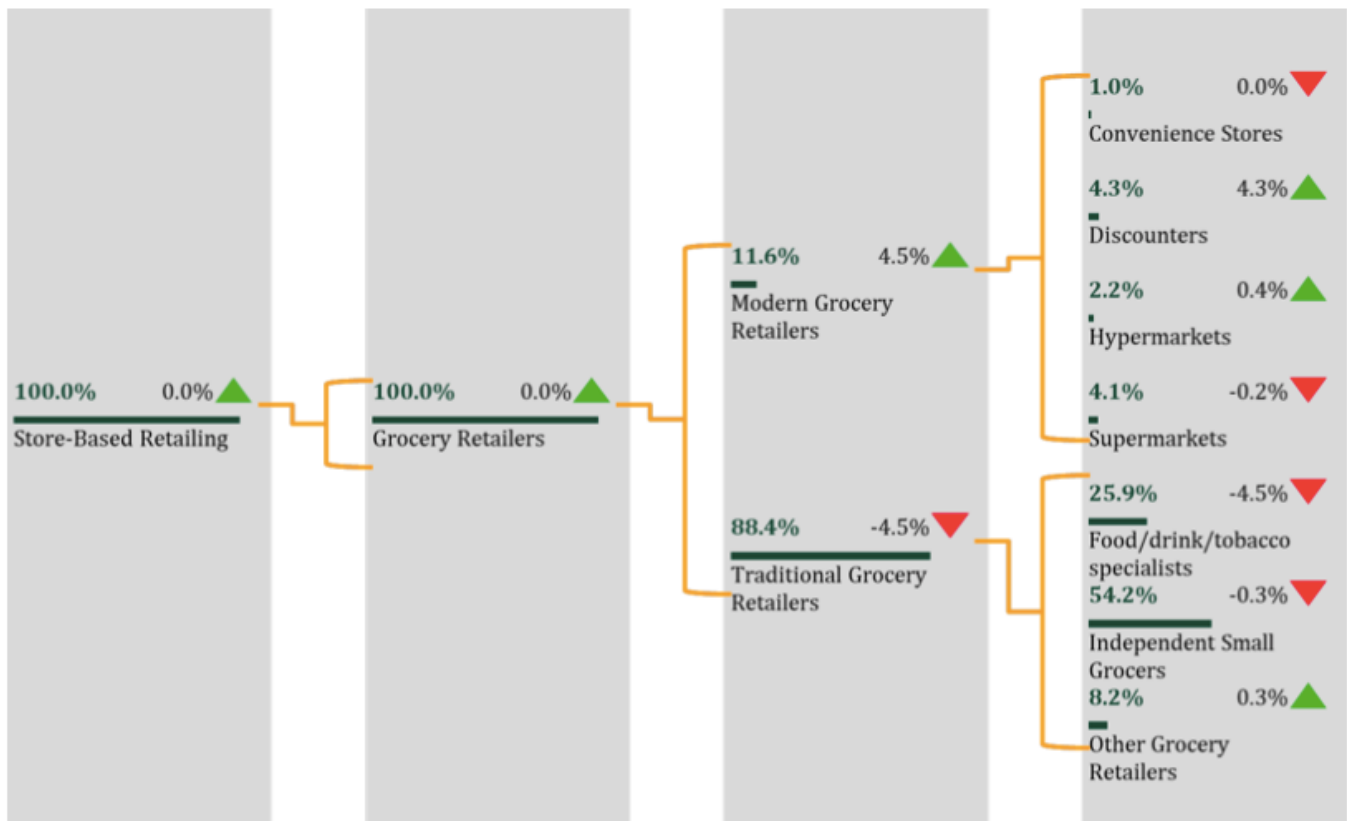 100.0% 0.0%
Store-Based Retailing
100.0% 0.0%
Grocery Retailers
11.6% 4.5%
Modern Grocery
Retailers
88.4% -4.5%
Traditional Grocery
Retailers
1.0% 0.0%
Convenience Stores
4.3% 4.3%
Discounters
2.2% 0.4%
Hypermarkets
4.1% -0.2%
Supermarkets
25.9% -4.5%
Food/drink/tobacco
specialists
54.2% -0.3%
Independent Small
Grocers
8.2% 0.3%
Other Grocery
Retailers